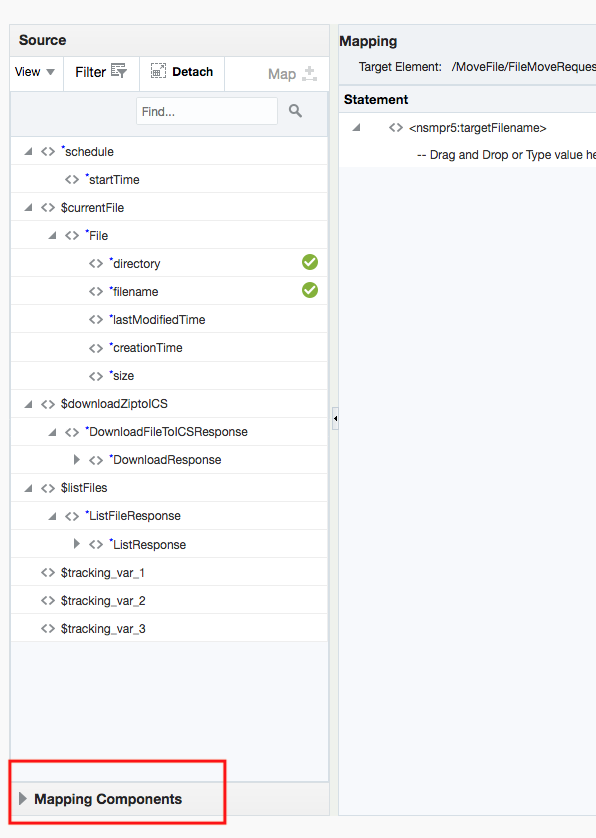 Source
View
Filter
Detach
Map
Find...
*schedule
*startTime
$currentFile
*File
*directory
*filename
*lastModifiedTime
*creationTime
*size
$downloadZiptoICS
*DownloadFileToICSResponse
*DownloadResponse
$listFiles
*ListFileResponse
*ListResponse
$tracking_var_1
$tracking_var_2
$tracking_var_3
Mapping Components
Mapping
Target Element: /MoveFile/FileMoveReques
Statement
<> <nsmpr5:targetFilename>
-- Drag and Drop or Type value he